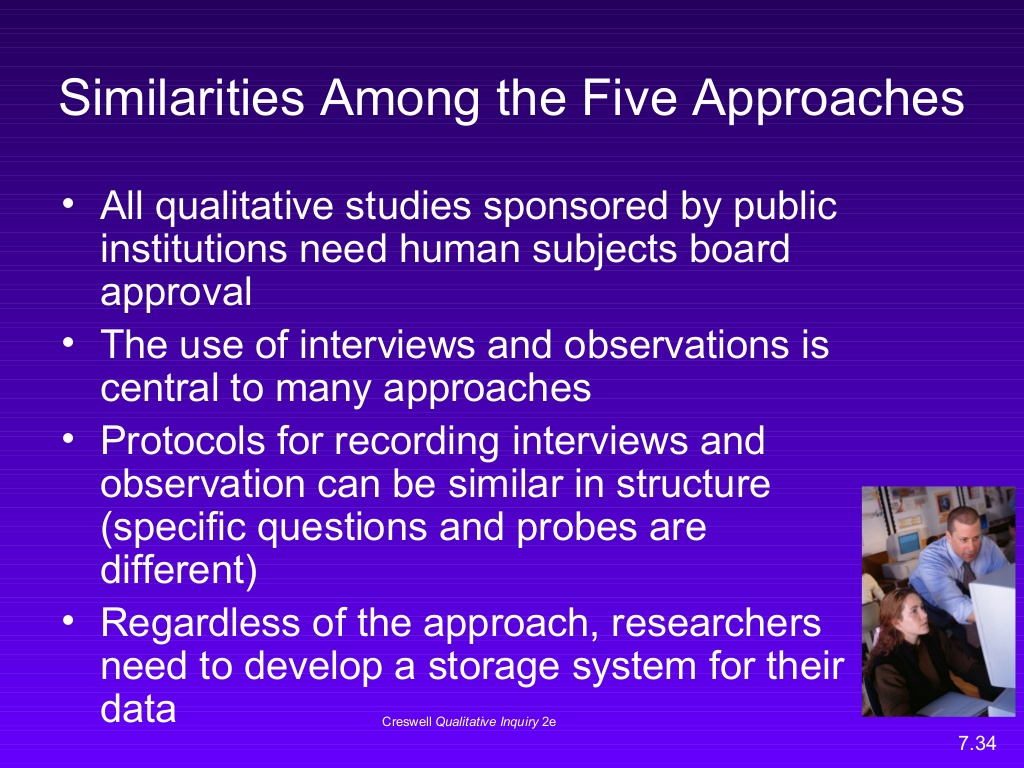 Similarities Among the Five Approaches
• All qualitative studies sponsored by public
institutions need human subjects board
approval
• The use of interviews and observations is
central to many approaches
• Protocols for recording interviews and
observation can be similar in structure
(specific questions and probes are
different)
• Regardless of the approach, researchers
need to develop a storage system for their
data
Creswell Qualitative Inquiry 2e
7.34